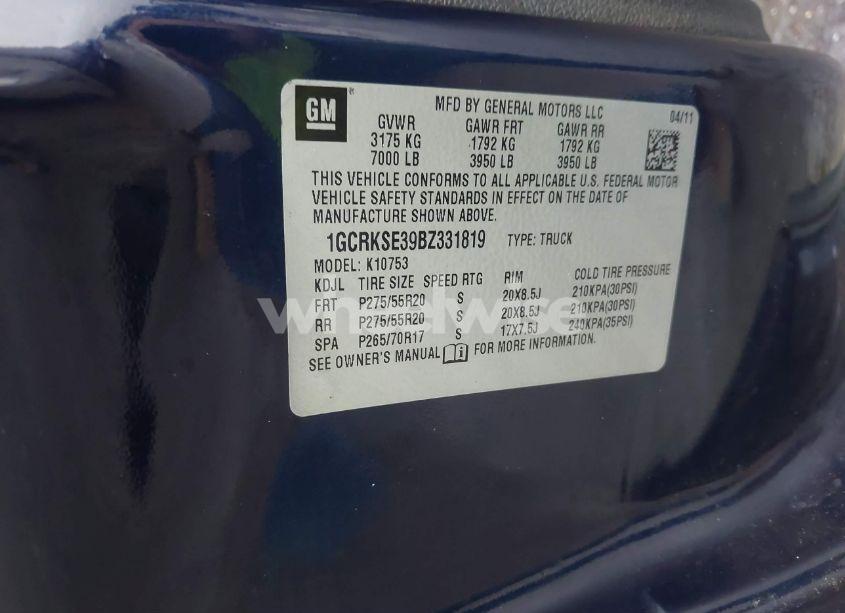 GM
MFD BY GENERAL MOTORS LLC
04/11
GVWR GAWR FRT GAWR RR
3175 KG 1792 KG 1792 KG
7000 LB 3950 LB 3950 LB
THIS VEHICLE CONFORMS TO ALL APPLICABLE U.S. FEDERAL MOTOR
VEHICLE SAFETY STANDARDS IN EFFECT ON THE DATE OF
MANUFACTURE SHOWN ABOVE.
1GCRKSE39BZ331819 TYPE: TRUCK
MODEL: K10753
KDJL TIRE SIZE SPEED RTG RIM COLD TIRE PRESSURE
FRT P275/55R20 S 20X8.5J 210KPA(30PSI)
RR P275/55R20 S 20X8.5J 210KPA(30PSI)
SPA P265/70R17 S 17X7.5J 240KPA(35PSI)
SEE OWNER'S MANUAL FOR MORE INFORMATION.